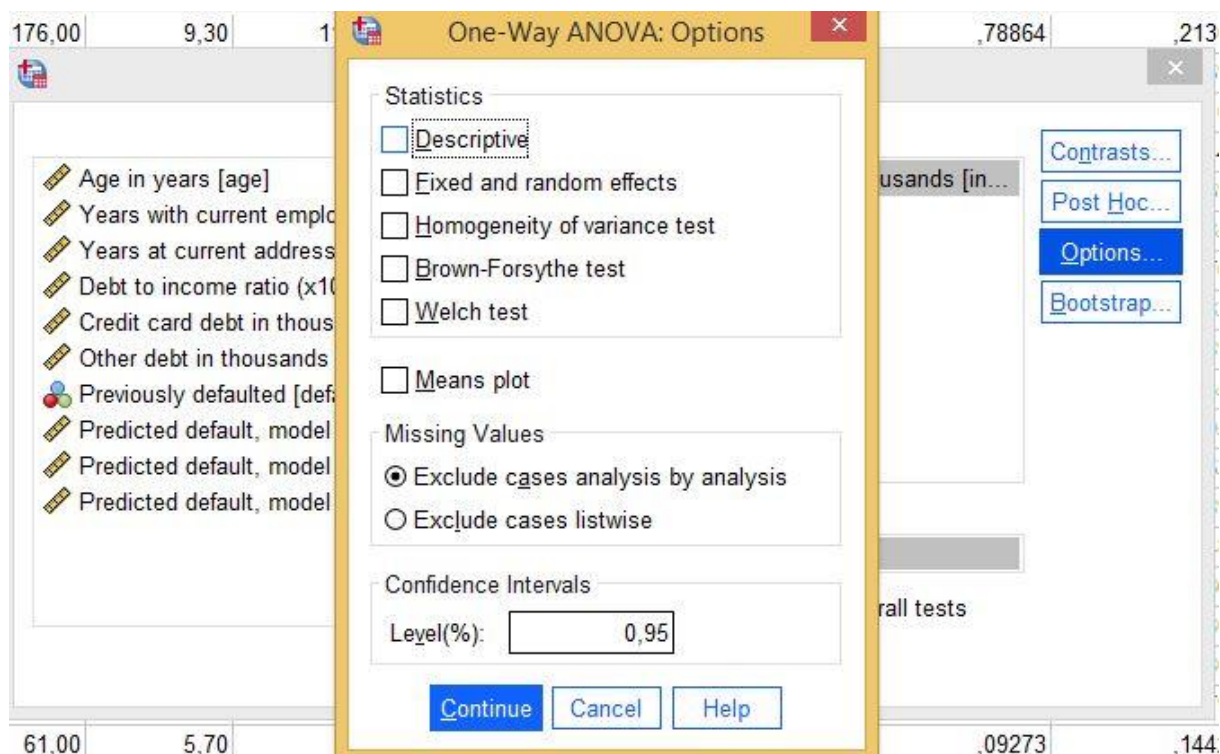 176,00 9,30 1 ,78864 ,213
One-Way ANOVA: Options
Statistics
Descriptive
Fixed and random effects
Homogeneity of variance test
Brown-Forsythe test
Welch test
Means plot
Missing Values
Exclude cases analysis by analysis
Exclude cases listwise
Confidence Intervals
Level(%): 0,95
Continue Cancel Help
Age in years [age]
Years with current emplo
Years at current address
Debt to income ratio (x10
Credit card debt in thous
Other debt in thousands
Previously defaulted [defa
Predicted default, model
Predicted default, model
Predicted default, model
usands [in...
rall tests
Contrasts...
Post Hoc...
Options...
Bootstrap...
61,00 5,70 ,09273 ,144